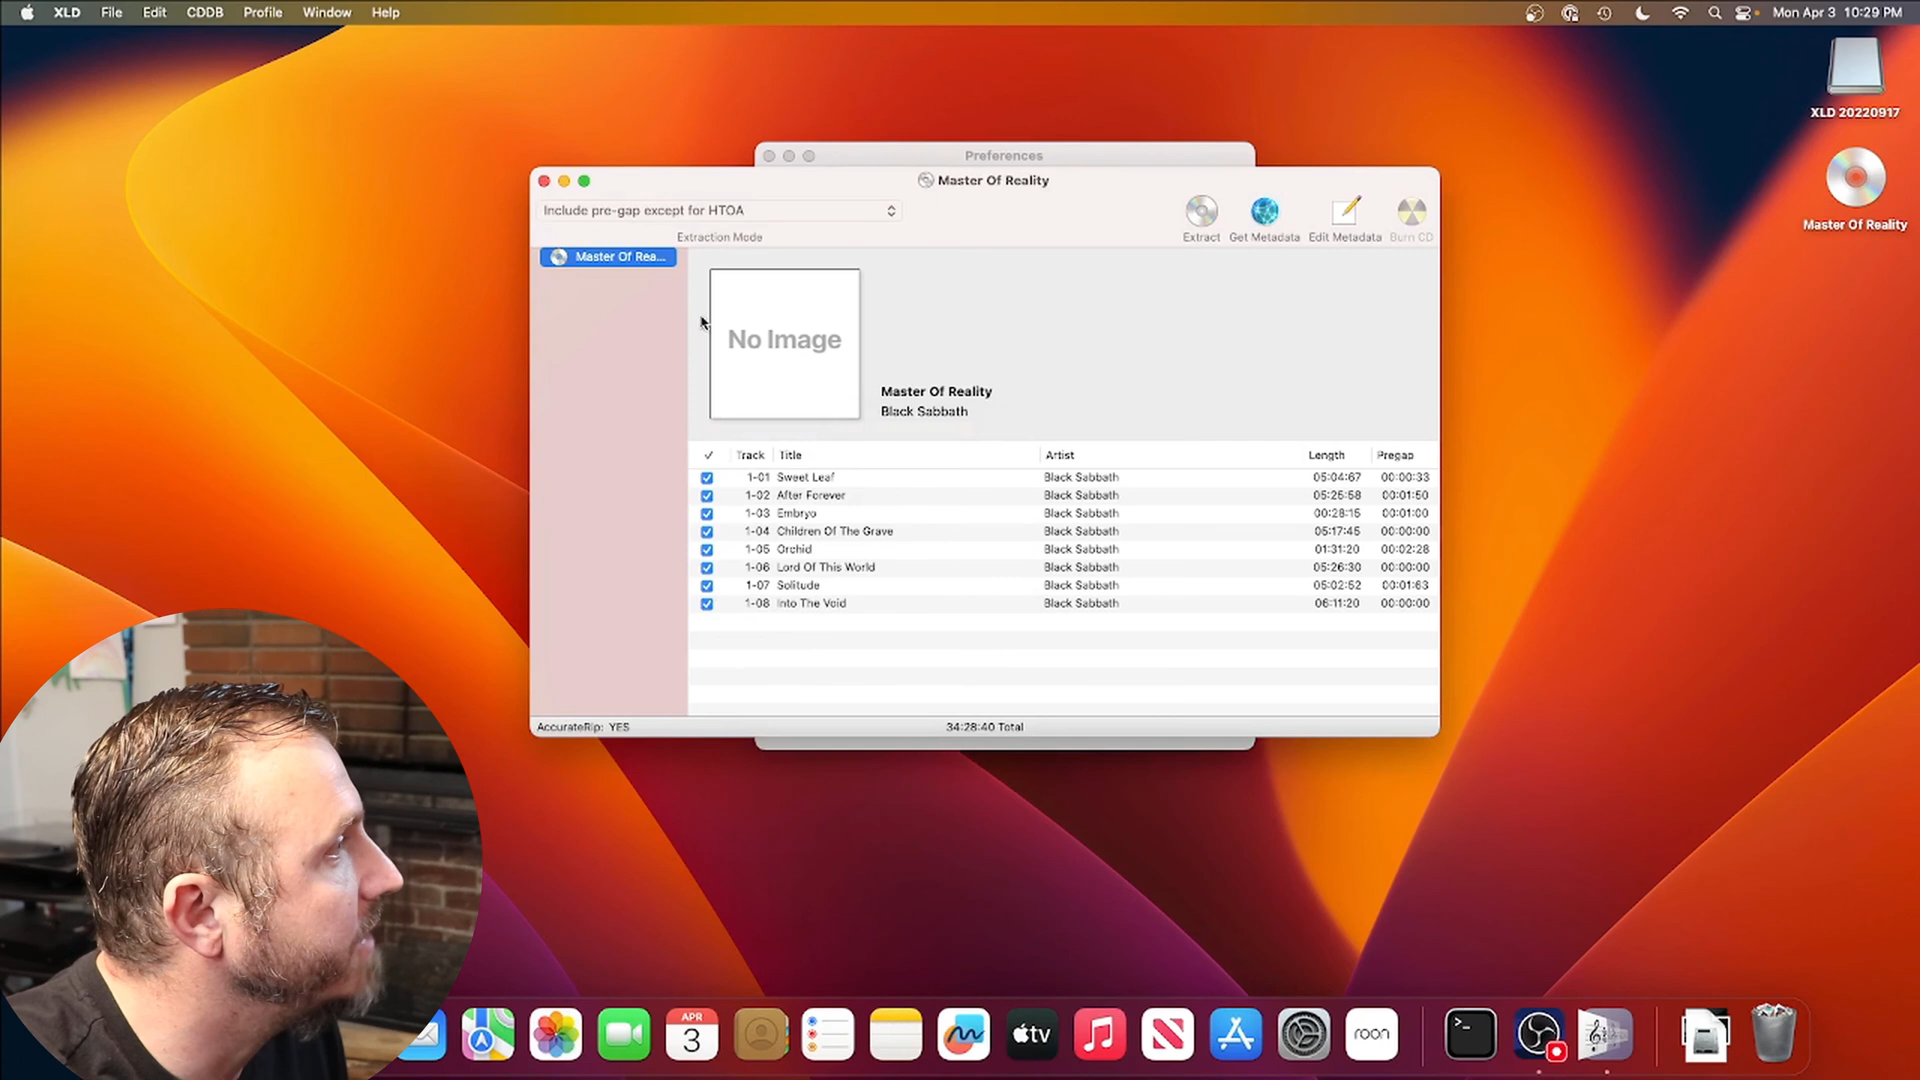 XLD File Edit CDDB Profile Window Help
Mon Apr 3 10:29 PM
XLD 20220917
Master Of Reality
Preferences
Master Of Reality
Include pre-gap except for HTOA
Extraction Mode
Extract Get Metadata Edit Metadata Burn CD
Master Of Rea...
No Image
Master Of Reality
Black Sabbath
✓ Track Title Artist Length Pregap
1-01 Sweet Leaf Black Sabbath 05:04:67 00:00:33
1-02 After Forever Black Sabbath 05:25:58 00:01:50
1-03 Embryo Black Sabbath 00:28:15 00:01:00
1-04 Children Of The Grave Black Sabbath 05:17:45 00:00:00
1-05 Orchid Black Sabbath 01:31:20 00:02:28
1-06 Lord Of This World Black Sabbath 05:26:30 00:00:00
1-07 Solitude Black Sabbath 05:02:52 00:01:63
1-08 Into The Void Black Sabbath 06:11:20 00:00:00
AccurateRip: YES 34:28:40 Total
APR
3
tv
roon
>_